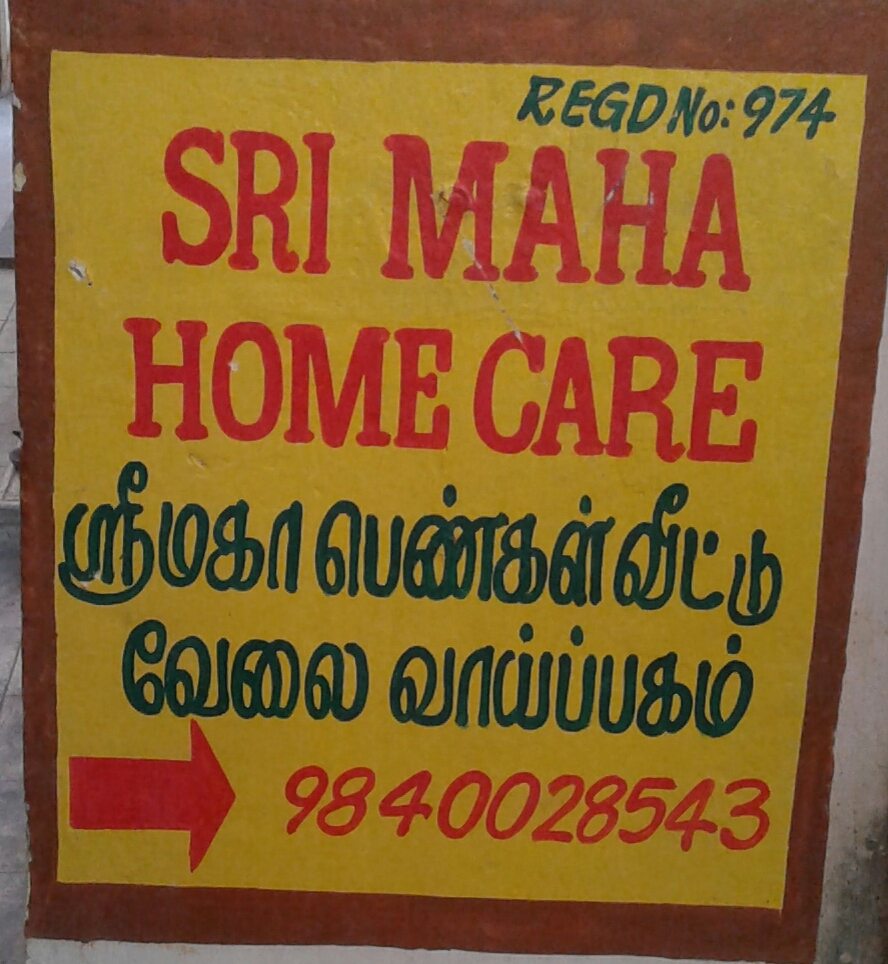 REGD No: 974
SRI MAHA
HOME CARE
ஸ்ரீமகா பெண்கள் வீட்டு
வேலை வாய்ப்பகம்
9840028543